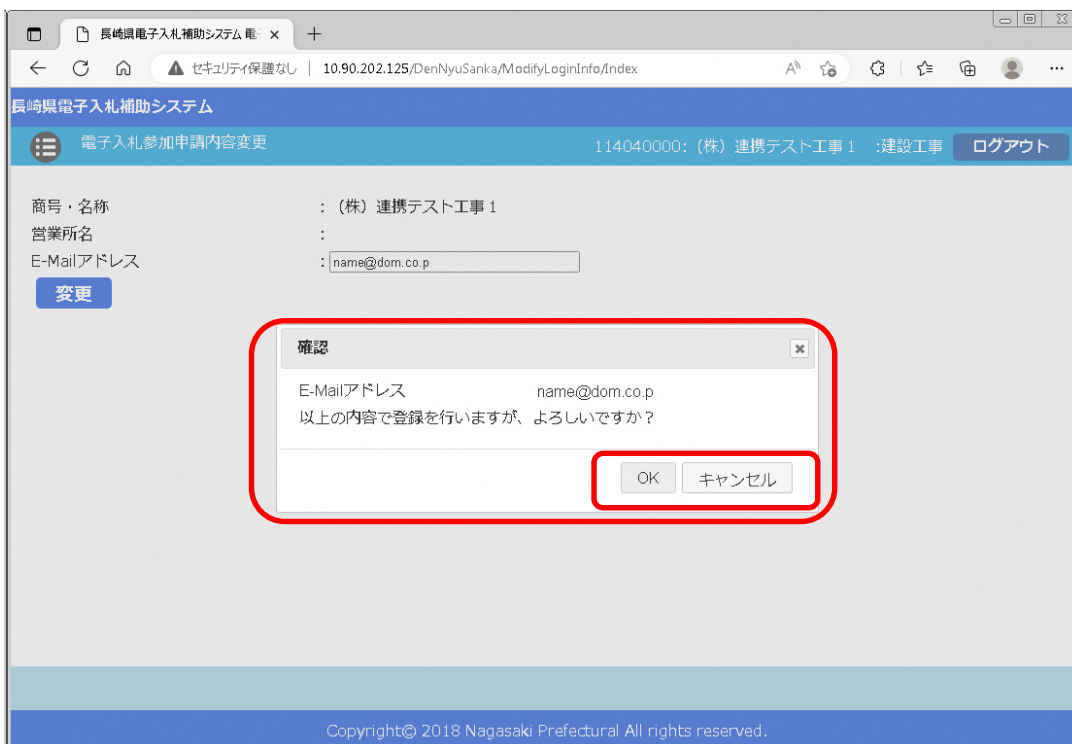 長崎県電子入札補助システム 電子
セキュリティ保護なし | 10.90.202.125/DenNyuSanka/ModifyLoginInfo/Index
長崎県電子入札補助システム
電子入札参加申請内容変更 114040000:（株）連携テスト工事１ :建設工事 ログアウト
商号・名称 :（株）連携テスト工事１
営業所名 :
E-Mailアドレス : name@dom.co.p
変更
確認
E-Mailアドレス name@dom.co.p
以上の内容で登録を行いますが、よろしいですか？
OK キャンセル
Copyright© 2018 Nagasaki Prefectural All rights reserved.